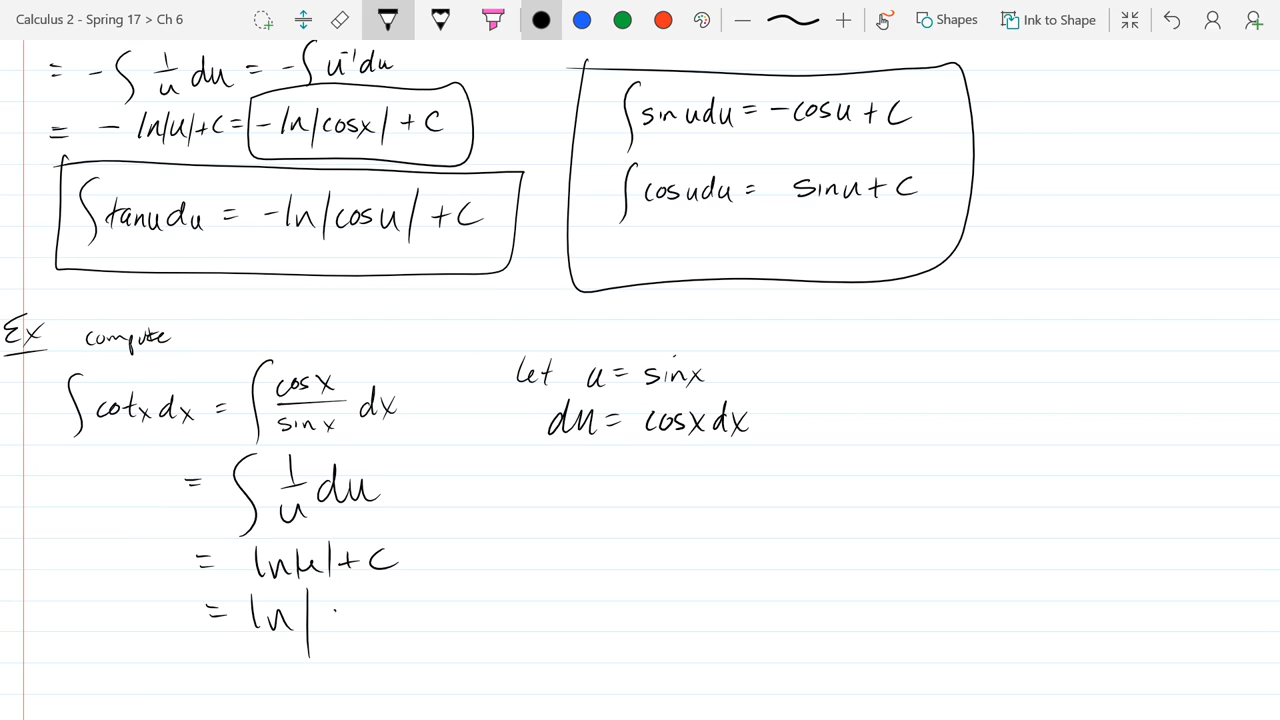 Calculus 2 - Spring 17 > Ch 6
Shapes
Ink to Shape
= -∫ 1/u du = -∫ u⁻¹ du
= - ln|u| + C = -ln|cosx| + C
∫ tanu du = -ln|cosu| + C
∫ sinu du = -cosu + C
∫ cosu du = sinu + C
Ex compute
∫ cotx dx = ∫ cosx/sinx dx
let u = sinx
du = cosx dx
= ∫ 1/u du
= ln|u| + C
= ln|